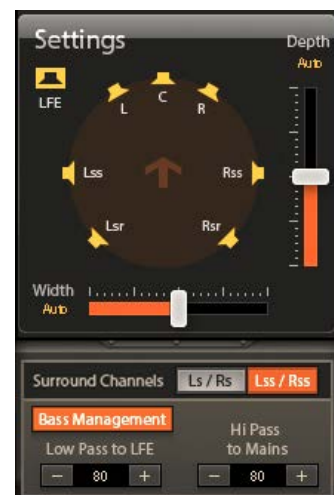 Settings
Depth
Auto
LFE
L
C
R
Lss
Rss
Lsr
Rsr
Width
Auto
Surround Channels
Ls / Rs
Lss / Rss
Bass Management
Low Pass to LFE
Hi Pass
to Mains
− 80 +
− 80 +